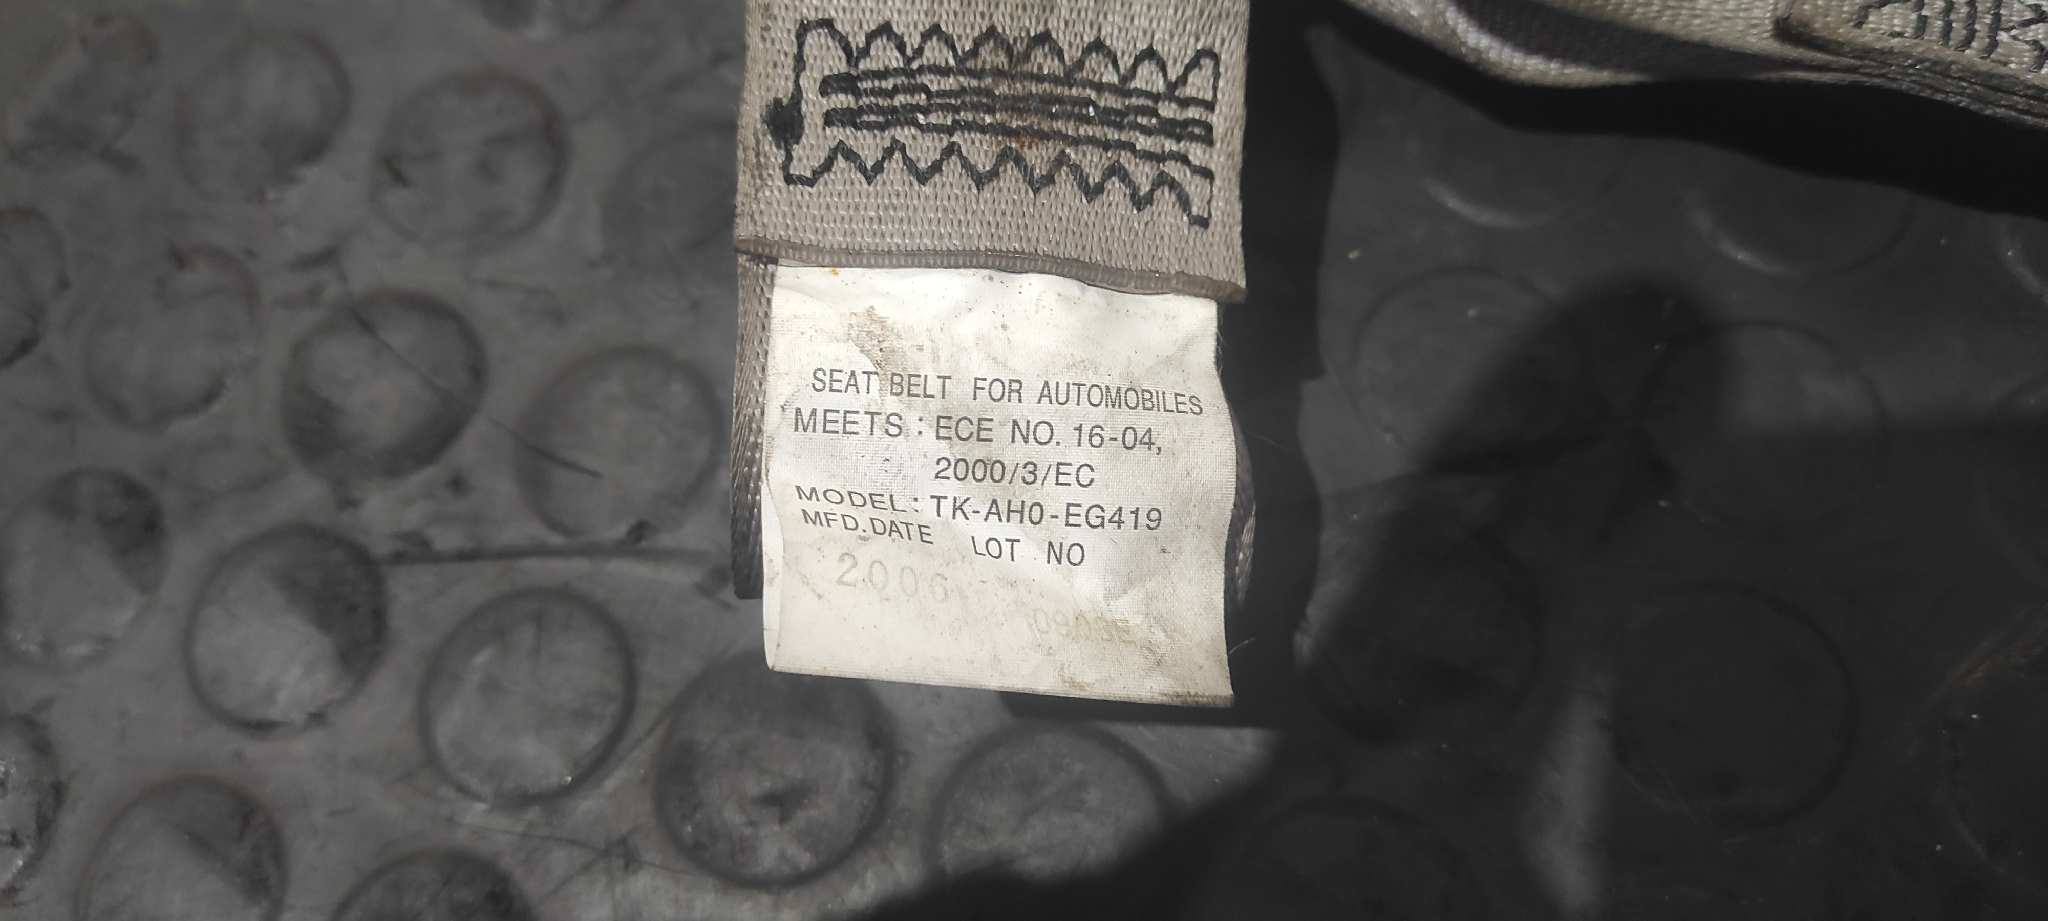 SEAT BELT FOR AUTOMOBILES
MEETS : ECE NO. 16-04,
2000/3/EC
MODEL: TK-AH0-EG419
MFD.DATE LOT NO
2006